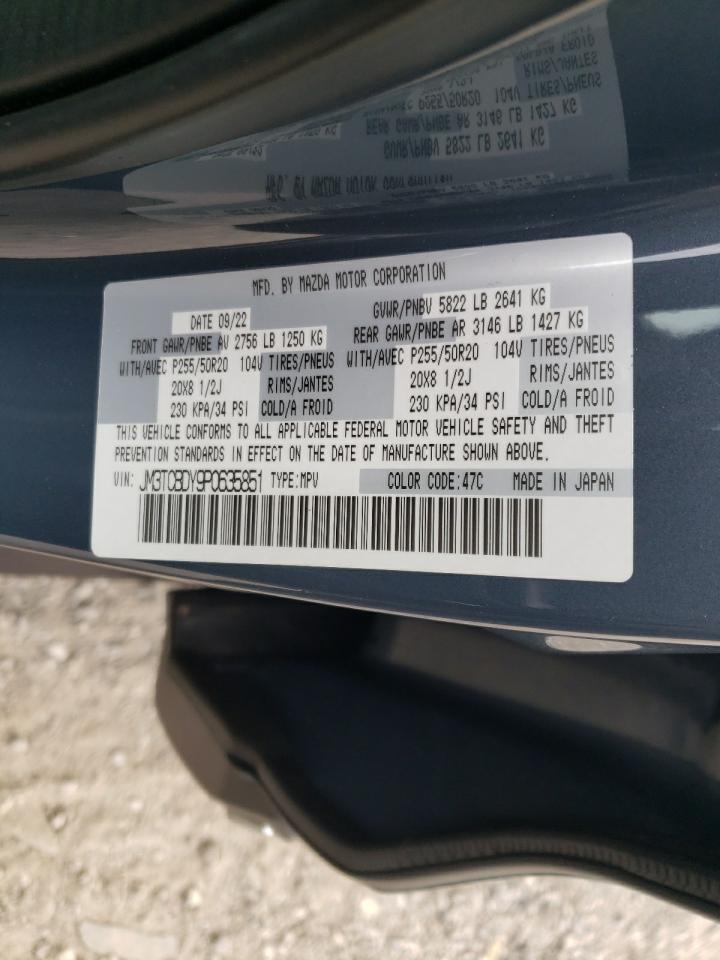 MFD. BY MAZDA MOTOR CORPORATION
DATE 09/22 GVWR/PNBV 5822 LB 2641 KG
FRONT GAWR/PNBE AV 2756 LB 1250 KG REAR GAWR/PNBE AR 3146 LB 1427 KG
WITH/AVEC P255/50R20 104V TIRES/PNEUS WITH/AVEC P255/50R20 104V TIRES/PNEUS
20X8 1/2J RIMS/JANTES 20X8 1/2J RIMS/JANTES
230 KPA/34 PSI COLD/A FROID 230 KPA/34 PSI COLD/A FROID
THIS VEHICLE CONFORMS TO ALL APPLICABLE FEDERAL MOTOR VEHICLE SAFETY AND THEFT
PREVENTION STANDARDS IN EFFECT ON THE DATE OF MANUFACTURE SHOWN ABOVE.
VIN: JM3TCBDY9P0635851 TYPE:MPV COLOR CODE:47C MADE IN JAPAN